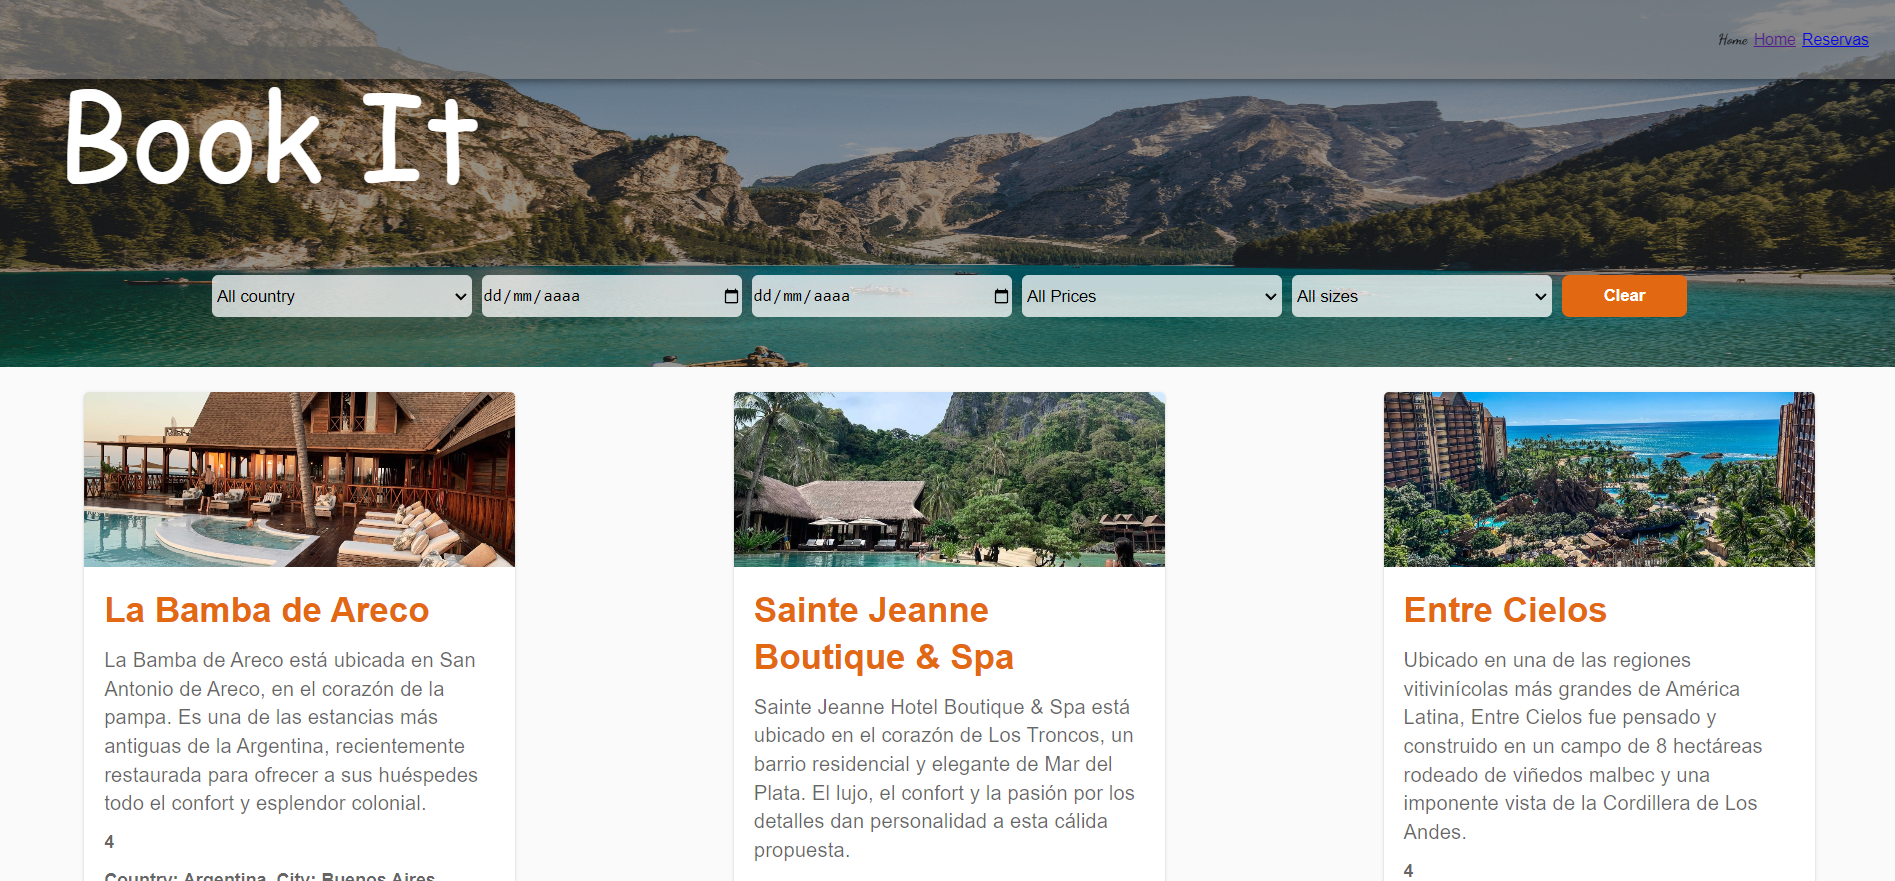 Home Home Reservas
Book It
All country dd/mm/aaaa dd/mm/aaaa All Prices All sizes Clear
La Bamba de Areco
La Bamba de Areco está ubicada en San
Antonio de Areco, en el corazón de la
pampa. Es una de las estancias más
antiguas de la Argentina, recientemente
restaurada para ofrecer a sus huéspedes
todo el confort y esplendor colonial.
4
Country: Argentina. City: Buenos Aires
Sainte Jeanne
Boutique & Spa
Sainte Jeanne Hotel Boutique & Spa está
ubicado en el corazón de Los Troncos, un
barrio residencial y elegante de Mar del
Plata. El lujo, el confort y la pasión por los
detalles dan personalidad a esta cálida
propuesta.
Entre Cielos
Ubicado en una de las regiones
vitivinícolas más grandes de América
Latina, Entre Cielos fue pensado y
construido en un campo de 8 hectáreas
rodeado de viñedos malbec y una
imponente vista de la Cordillera de Los
Andes.
4